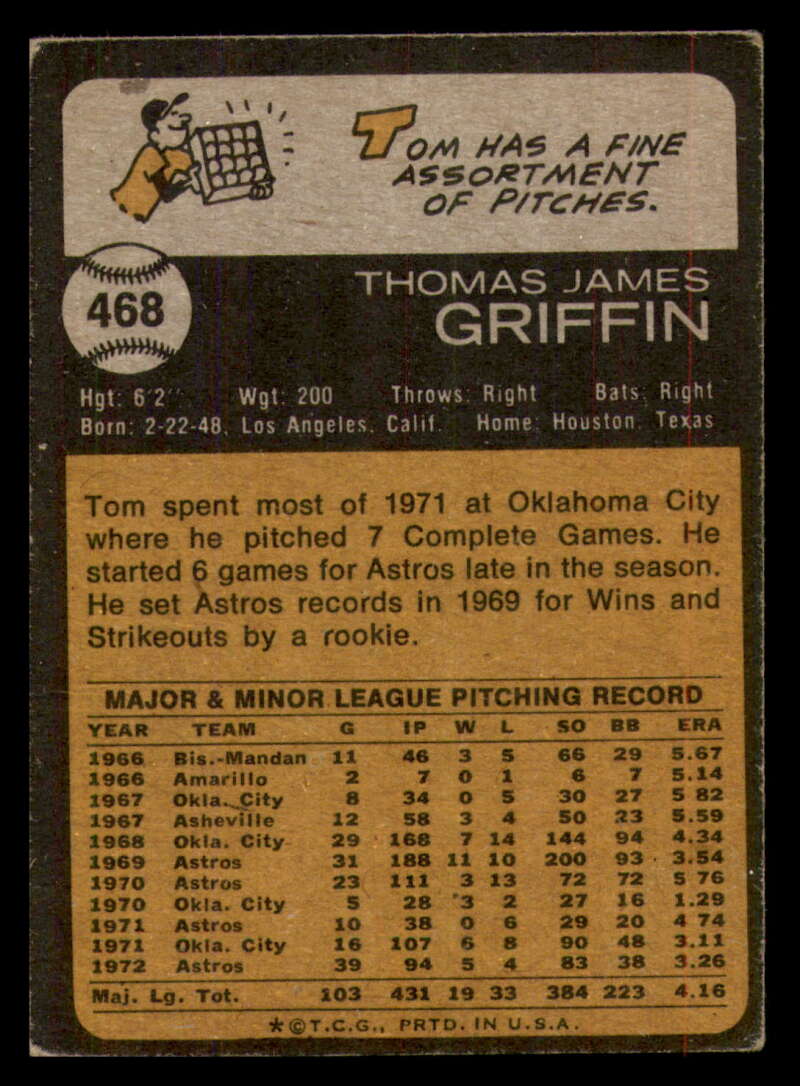 TOM HAS A FINE
ASSORTMENT
OF PITCHES.
468
THOMAS JAMES
GRIFFIN
Hgt: 6'2" Wgt: 200 Throws: Right Bats: Right
Born: 2-22-48, Los Angeles, Calif. Home: Houston, Texas
Tom spent most of 1971 at Oklahoma City
where he pitched 7 Complete Games. He
started 6 games for Astros late in the season.
He set Astros records in 1969 for Wins and
Strikeouts by a rookie.
MAJOR & MINOR LEAGUE PITCHING RECORD
YEAR TEAM G IP W L SO BB ERA
1966 Bis.-Mandan 11 46 3 5 66 29 5.67
1966 Amarillo 2 7 0 1 6 7 5.14
1967 Okla. City 8 34 0 5 30 27 5.82
1967 Asheville 12 58 3 4 50 23 5.59
1968 Okla. City 29 168 7 14 144 94 4.34
1969 Astros 31 188 11 10 200 93 3.54
1970 Astros 23 111 3 13 72 72 5.76
1970 Okla. City 5 28 3 2 27 16 1.29
1971 Astros 10 38 0 6 29 20 4.74
1971 Okla. City 16 107 6 8 90 48 3.11
1972 Astros 39 94 5 4 83 38 3.26
Maj. Lg. Tot. 103 431 19 33 384 223 4.16
*©T.C.G., PRTD. IN U.S.A.